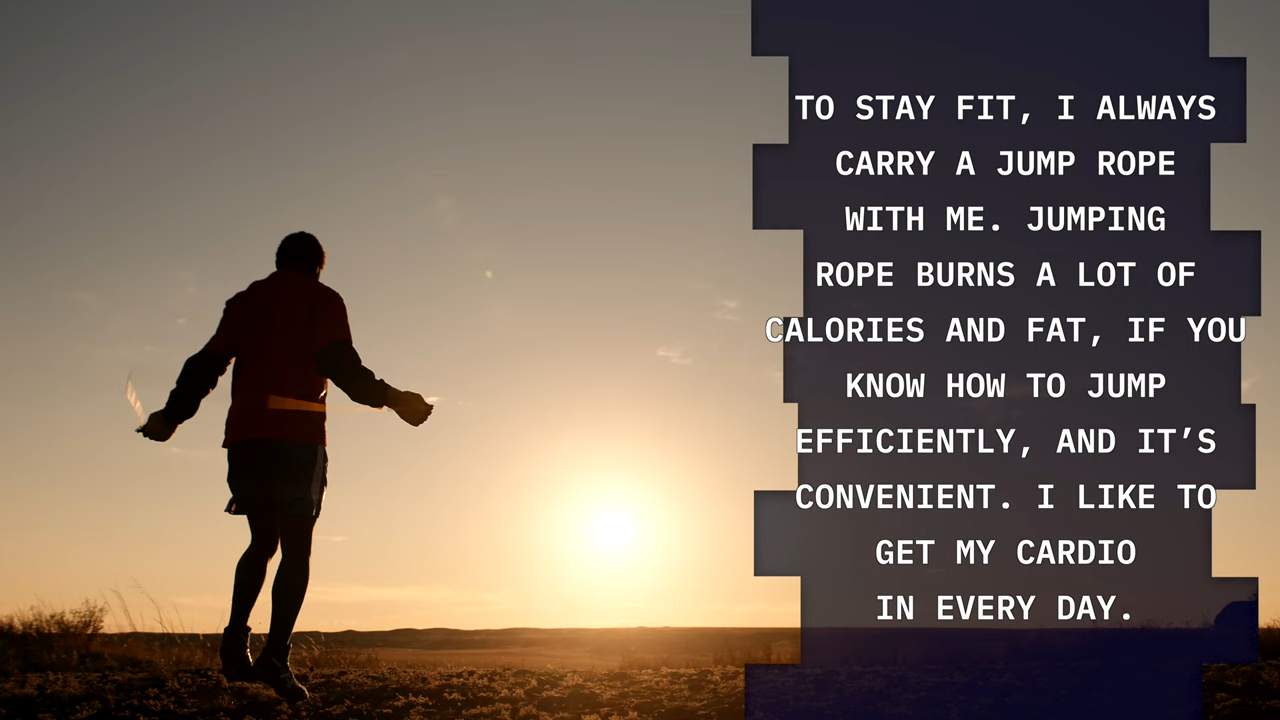 TO STAY FIT, I ALWAYS
CARRY A JUMP ROPE
WITH ME. JUMPING
ROPE BURNS A LOT OF
CALORIES AND FAT, IF YOU
KNOW HOW TO JUMP
EFFICIENTLY, AND IT’S
CONVENIENT. I LIKE TO
GET MY CARDIO
IN EVERY DAY.